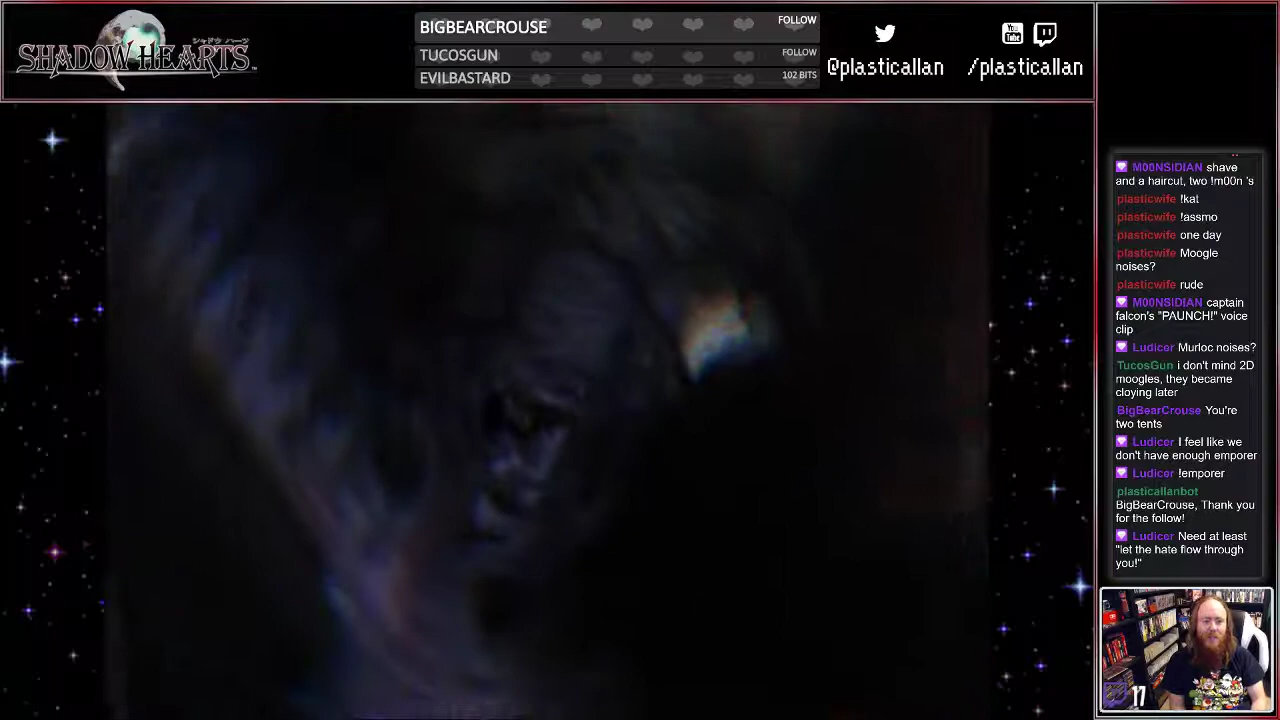 シャドウ ハーツ
SHADOW HEARTS
BIGBEARCROUSE FOLLOW
TUCOSGUN FOLLOW
EVILBASTARD 102 BITS
@plasticallan
You Tube
/plasticallan
M00NSIDIAN shave
and a haircut, two !m00n 's
plasticwife !kat
plasticwife !assmo
plasticwife one day
plasticwife Moogle
noises?
plasticwife rude
M00NSIDIAN captain
falcon's "PAUNCH!" voice
clip
Ludicer Murloc noises?
TucosGun i don't mind 2D
moogles, they became
cloying later
BigBearCrouse You're
two tents
Ludicer I feel like we
don't have enough emporer
Ludicer !emporer
plasticallanbot
BigBearCrouse, Thank you
for the follow!
Ludicer Need at least
"let the hate flow through
you!"
17